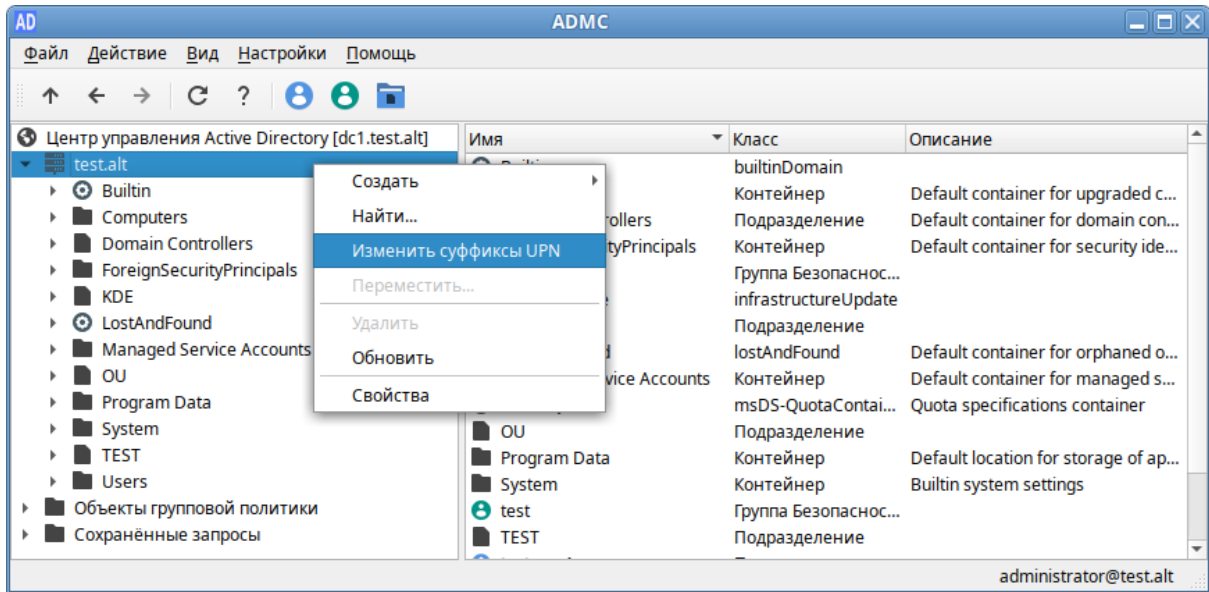 AD ADMC
Файл Действие Вид Настройки Помощь
?
Центр управления Active Directory [dc1.test.alt]
test.alt
Builtin
Computers
Domain Controllers
ForeignSecurityPrincipals
KDE
LostAndFound
Managed Service Accounts
OU
Program Data
System
TEST
Users
Объекты групповой политики
Сохранённые запросы
Создать
Найти...
Изменить суффиксы UPN
Переместить...
Удалить
Обновить
Свойства
Имя Класс Описание
builtinDomain
Контейнер Default container for upgraded c...
rollers Подразделение Default container for domain con...
tyPrincipals Контейнер Default container for security ide...
Группа Безопаснос...
infrastructureUpdate
Подразделение
lostAndFound Default container for orphaned o...
vice Accounts Контейнер Default container for managed s...
msDS-QuotaContai... Quota specifications container
OU Подразделение
Program Data Контейнер Default location for storage of ap...
System Контейнер Builtin system settings
test Группа Безопаснос...
TEST Подразделение
administrator@test.alt